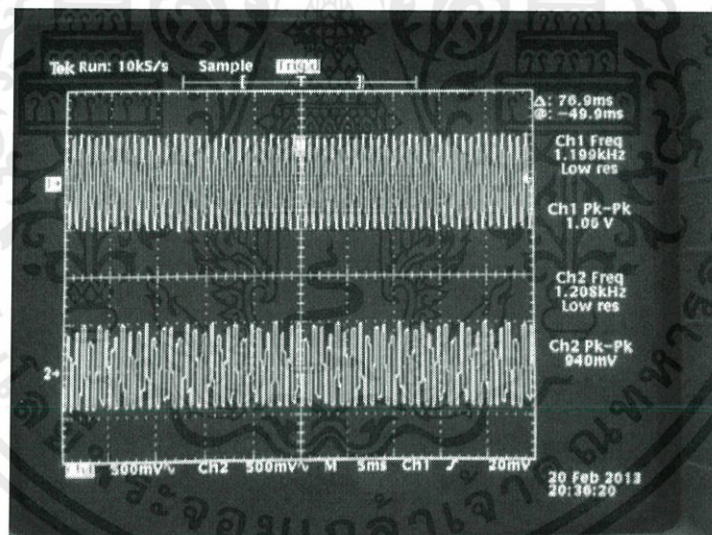 Tek Run: 10kS/s Sample Trig'd
Δ: 76.9ms
@: -49.9ms
Ch1 Freq
1.199kHz
Low res
Ch1 Pk-Pk
1.06 V
Ch2 Freq
1.208kHz
Low res
Ch2 Pk-Pk
940mV
2→
Ch1 500mV Ch2 500mV M 5ms Ch1 20mV
20 Feb 2013
20:36:20